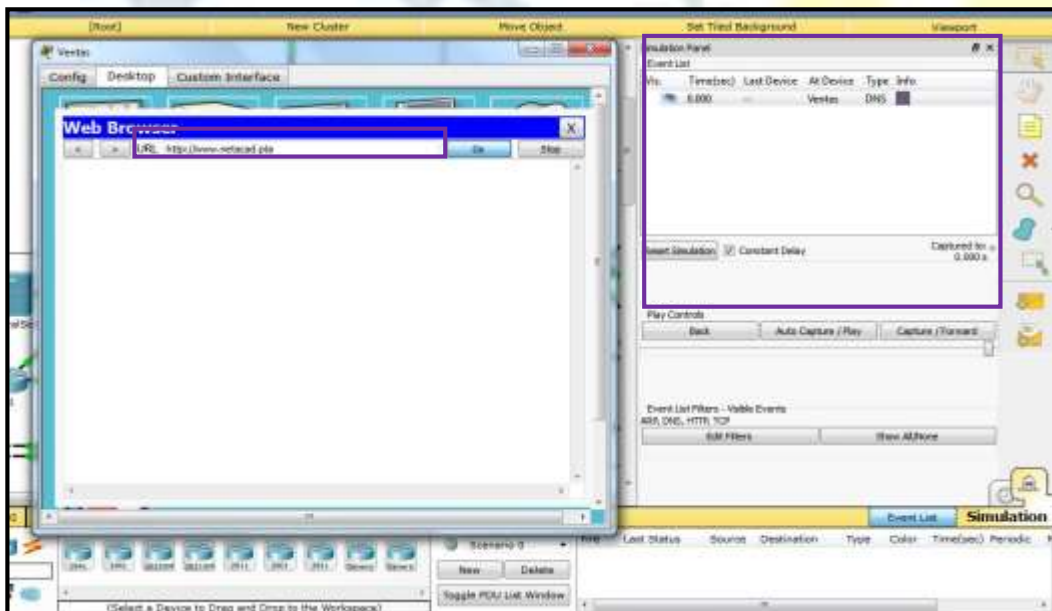 [Root] New Cluster Move Object Set Tiled Background Viewport
Ventas
Config Desktop Custom Interface
Web Browser X
< > URL http://www.netacad.pta Go Stop
Simulation Panel
Event List
Vis. Time(sec) Last Device At Device Type Info
0.000 -- Ventas DNS
Reset Simulation Constant Delay
Captured to:
0.000 s
Play Controls
Back Auto Capture / Play Capture / Forward
Event List Filters - Visible Events
ARP, DNS, HTTP, TCP
Edit Filters Show All/None
Event List Simulation
Scenario 0
New Delete
Toggle PDU List Window
Fire Last Status Source Destination Type Color Time(sec) Periodic
(Select a Device to Drag and Drop to the Workspace)